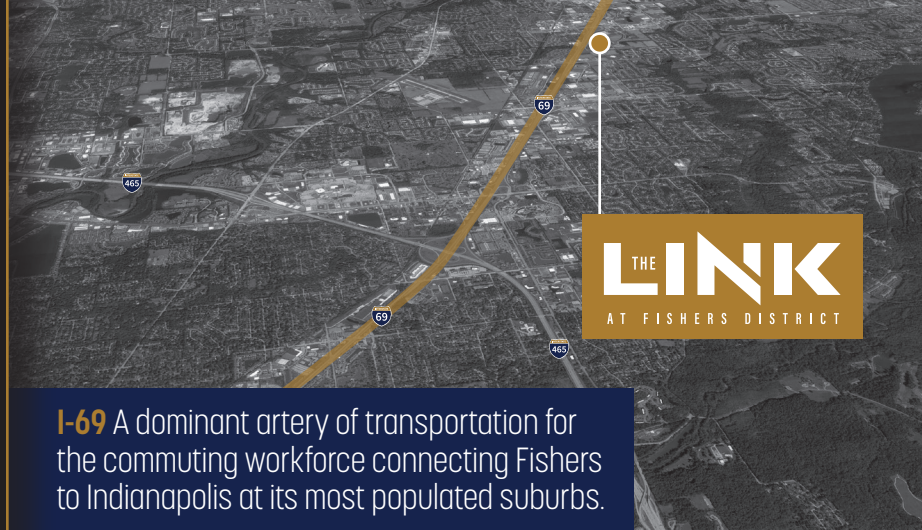 69
465
THE
LINK
AT FISHERS DISTRICT
69
465
I-69 A dominant artery of transportation for
the commuting workforce connecting Fishers
to Indianapolis at its most populated suburbs.